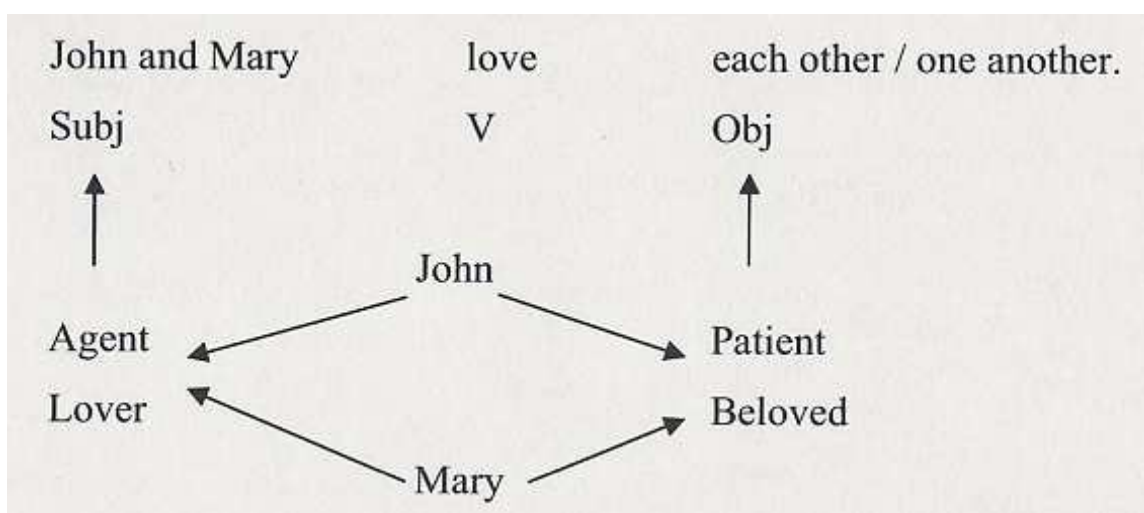 John and Mary love each other / one another.
Subj V Obj
John
Agent Patient
Lover Beloved
Mary